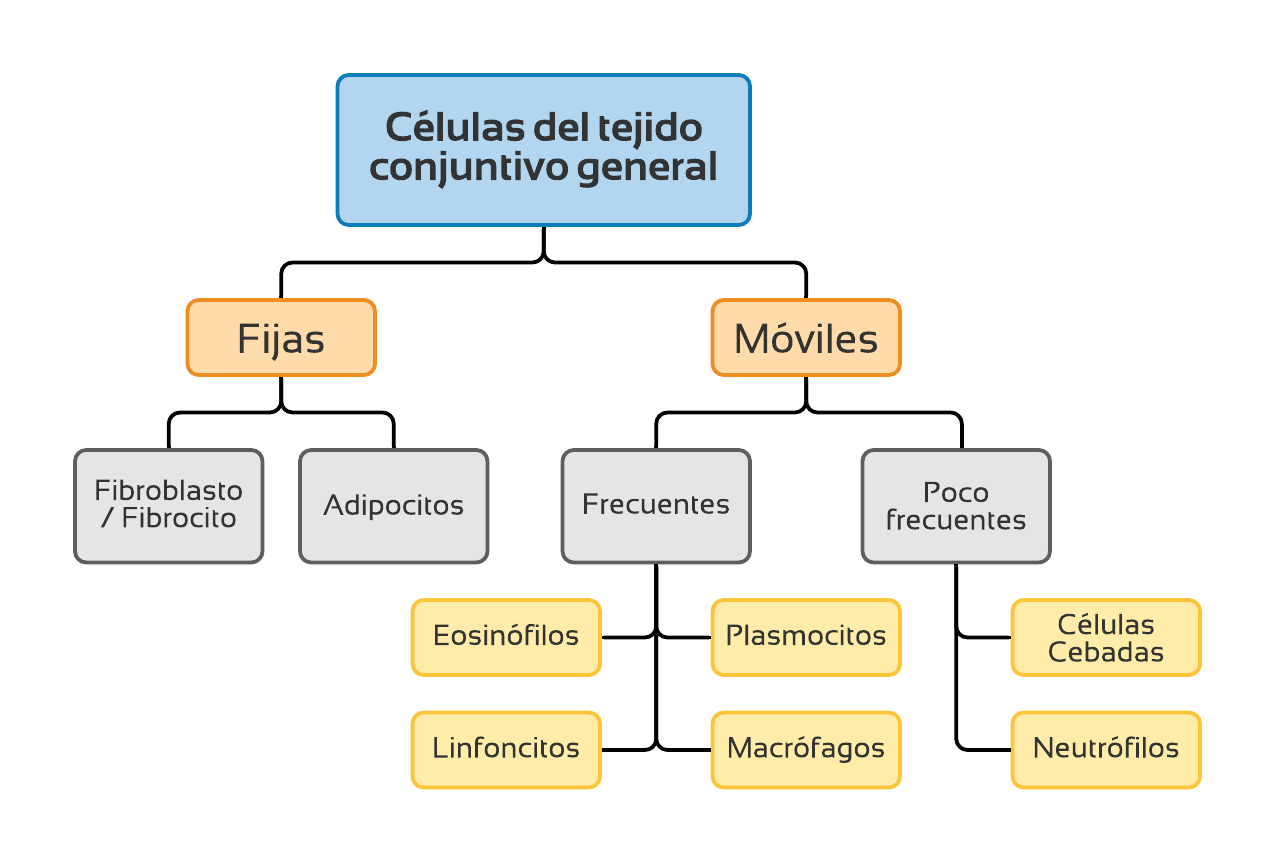 Células del tejido
conjuntivo general
Fijas
Móviles
Fibroblasto
/ Fibrocito
Adipocitos
Frecuentes
Poco
frecuentes
Eosinófilos
Plasmocitos
Células
Cebadas
Linfoncitos
Macrófagos
Neutrófilos